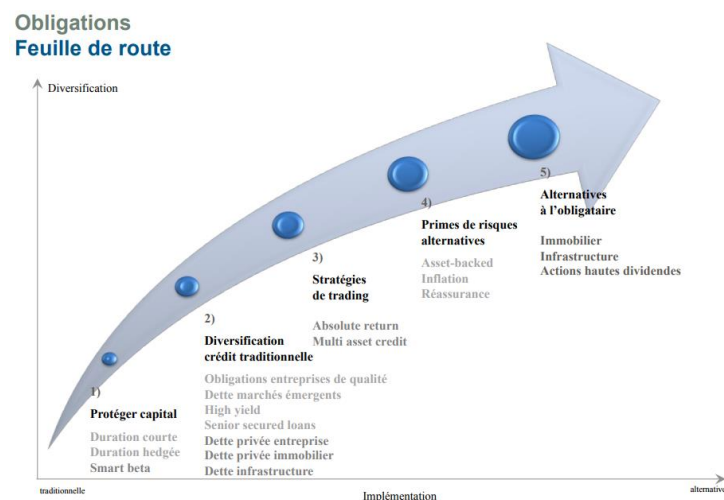 Obligations
Feuille de route
Diversification
1)
Protéger capital
Duration courte
Duration hedgée
Smart beta
2)
Diversification
crédit traditionnelle
Obligations entreprises de qualité
Dette marchés émergents
High yield
Senior secured loans
Dette privée entreprise
Dette privée immobilier
Dette infrastructure
3)
Stratégies
de trading
Absolute return
Multi asset credit
4)
Primes de risques
alternatives
Asset-backed
Inflation
Réassurance
5)
Alternatives
à l'obligataire
Immobilier
Infrastructure
Actions hautes dividendes
traditionnelle
Implémentation
alternative